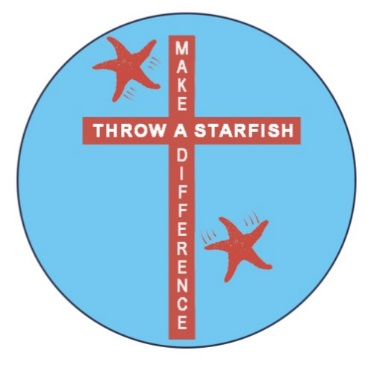 MAKE A DIFFERENCE
THROW A STARFISH